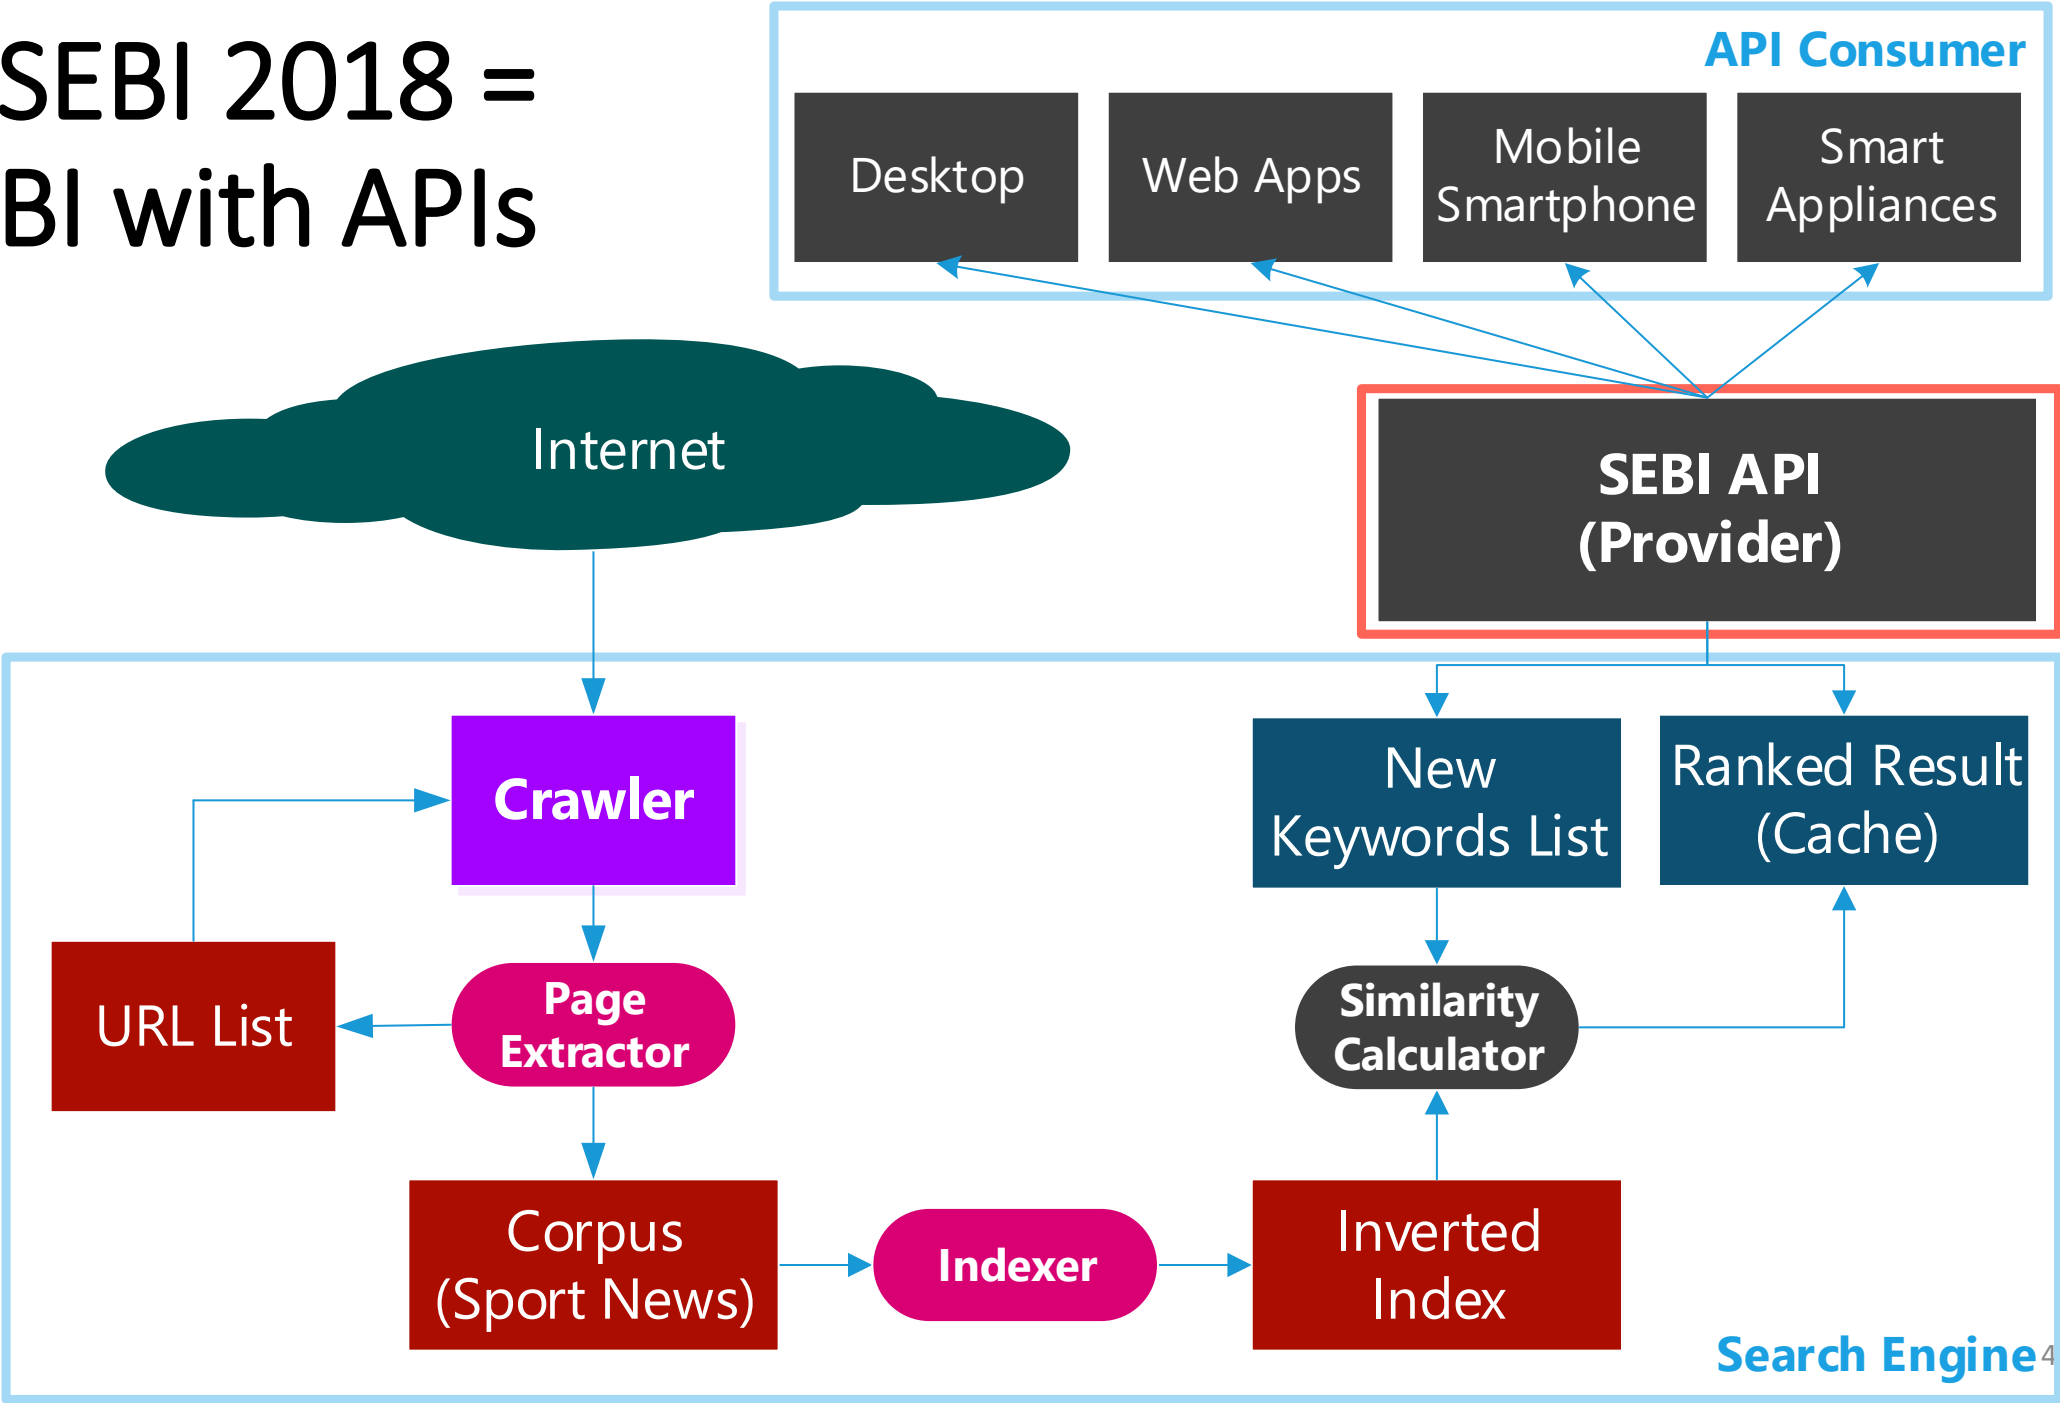 SEBI 2018 =
BI with APIs
API Consumer
Desktop
Web Apps
Mobile
Smartphone
Smart
Appliances
Internet
SEBI API
(Provider)
Crawler
New
Keywords List
Ranked Result
(Cache)
URL List
Page
Extractor
Similarity
Calculator
Corpus
(Sport News)
Indexer
Inverted
Index
Search Engine
4